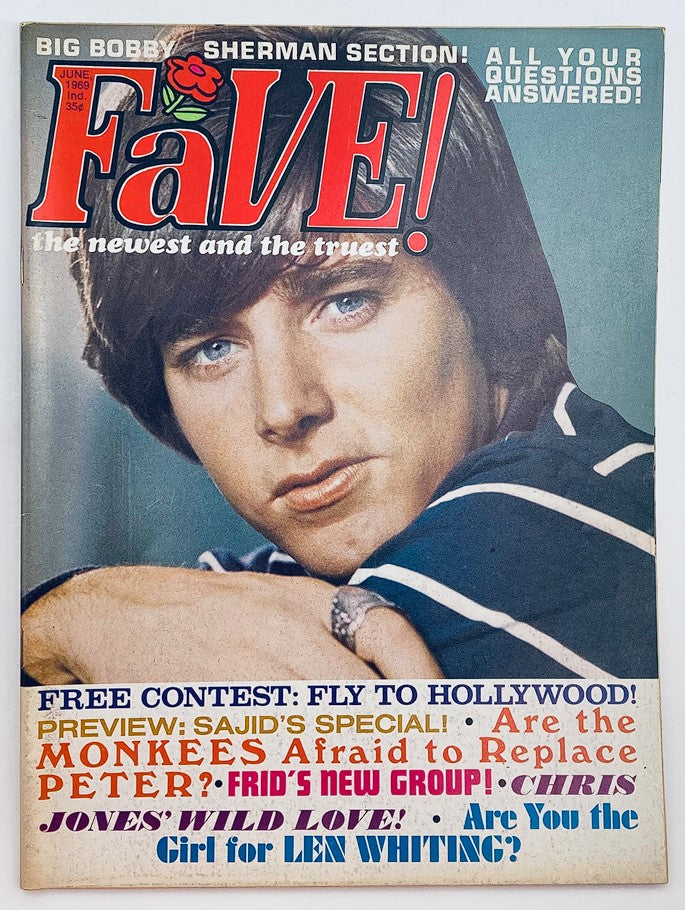 BIG BOBBY SHERMAN SECTION!
ALL YOUR
QUESTIONS
ANSWERED!
JUNE,
1969
Ind.
35¢
FaVE!
the newest and the truest
FREE CONTEST: FLY TO HOLLYWOOD!
PREVIEW: SAJID'S SPECIAL! • Are the
MONKEES Afraid to Replace
PETER? • FRID'S NEW GROUP! • CHRIS
JONES' WILD LOVE! • Are You the
Girl for LEN WHITING?